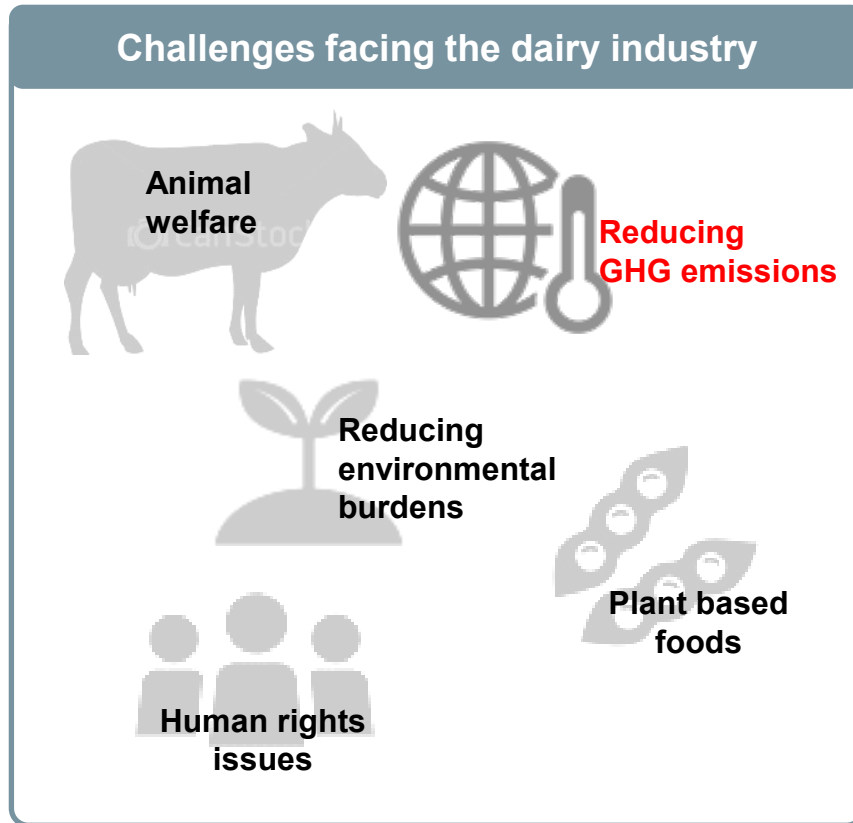 Challenges facing the dairy industry
Animal
welfare
CanStock
Reducing
GHG emissions
Reducing
environmental
burdens
Plant based
foods
Human rights
issues